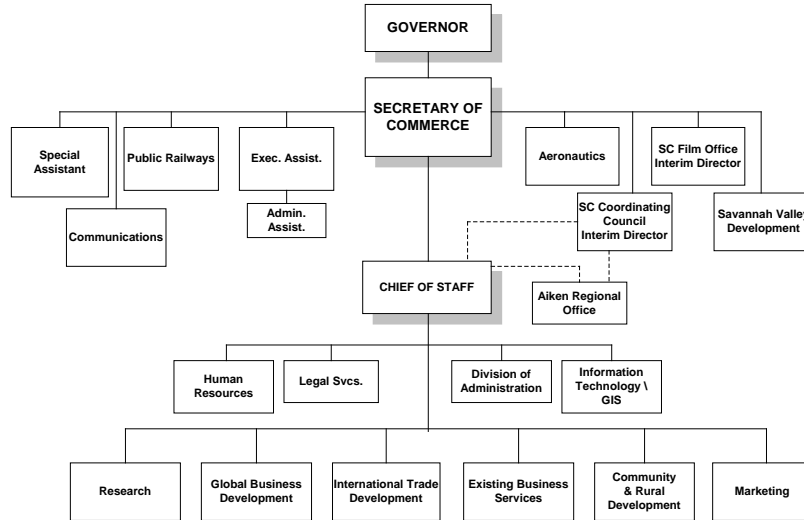 GOVERNOR
SECRETARY OF
COMMERCE
Special
Assistant
Public Railways
Exec. Assist.
Aeronautics
SC Film Office
Interim Director
Communications
Admin.
Assist.
SC Coordinating
Council
Interim Director
Savannah Valley
Development
CHIEF OF STAFF
Aiken Regional
Office
Human
Resources
Legal Svcs.
Division of
Administration
Information
Technology \
GIS
Research
Global Business
Development
International Trade
Development
Existing Business
Services
Community
& Rural
Development
Marketing